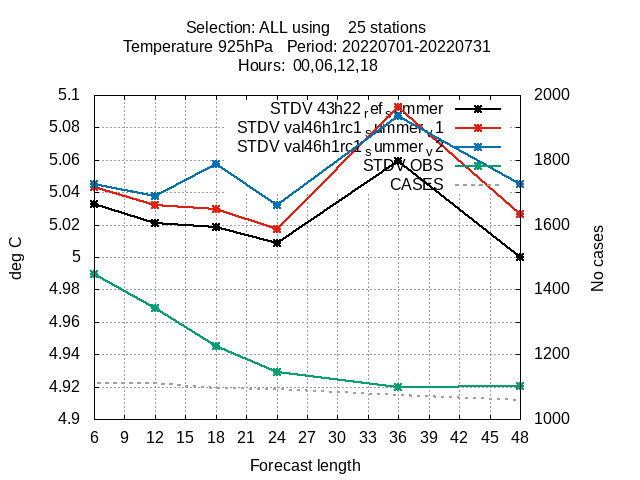 Selection: ALL using 25 stations
Temperature 925hPa Period: 20220701-20220731
Hours: 00,06,12,18
5.1
5.08
5.06
5.04
5.02
5
4.98
4.96
4.94
4.92
4.9
deg C
STDV 43h22_ref_summer
STDV val46h1rc1_summer_v1
STDV val46h1rc1_summer_v2
STDV OBS
CASES
2000
1800
1600
1400
1200
1000
No cases
6 9 12 15 18 21 24 27 30 33 36 39 42 45 48
Forecast length